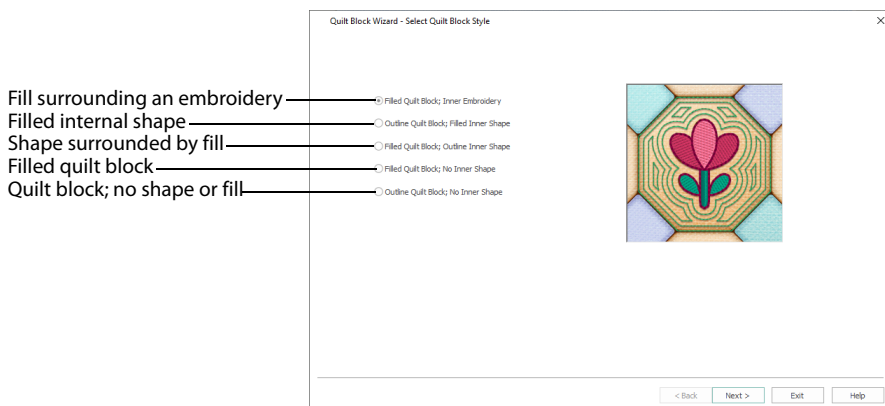 Quilt Block Wizard - Select Quilt Block Style
Fill surrounding an embroidery
Filled internal shape
Shape surrounded by fill
Filled quilt block
Quilt block; no shape or fill
Filled Quilt Block; Inner Embroidery
Outline Quilt Block; Filled Inner Shape
Filled Quilt Block; Outline Inner Shape
Filled Quilt Block; No Inner Shape
Outline Quilt Block; No Inner Shape
< Back
Next >
Exit
Help